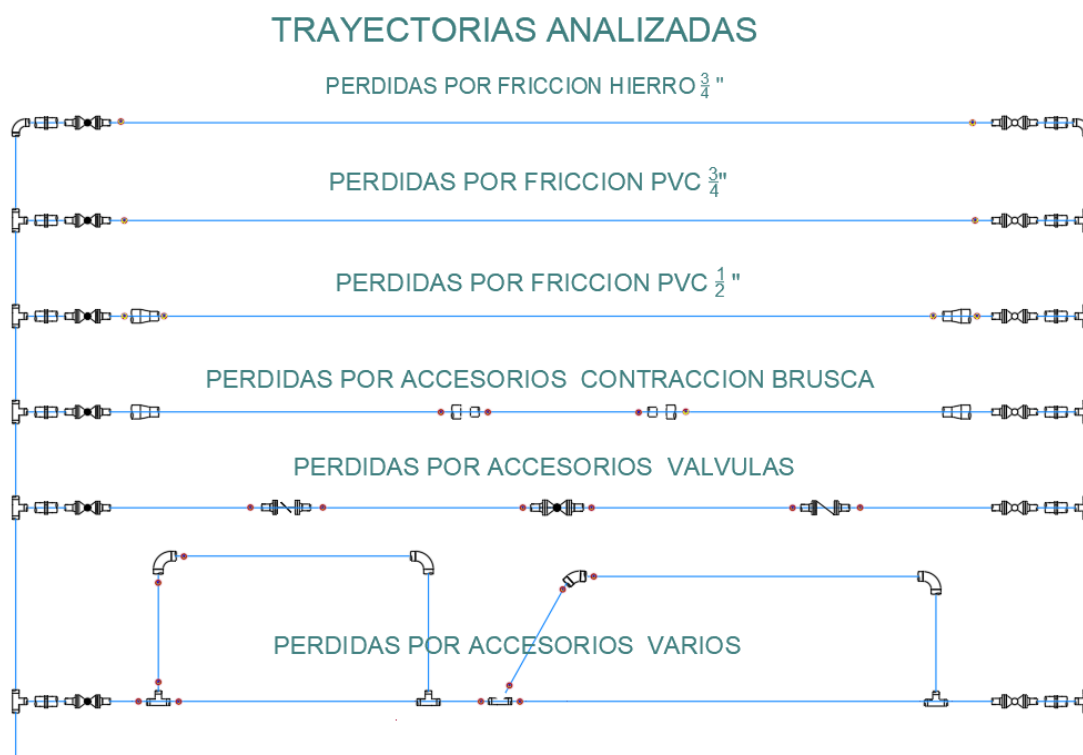 TRAYECTORIAS ANALIZADAS
PERDIDAS POR FRICCION HIERRO 3/4 "
PERDIDAS POR FRICCION PVC 3/4"
PERDIDAS POR FRICCION PVC 1/2 "
PERDIDAS POR ACCESORIOS CONTRACCION BRUSCA
PERDIDAS POR ACCESORIOS VALVULAS
PERDIDAS POR ACCESORIOS VARIOS